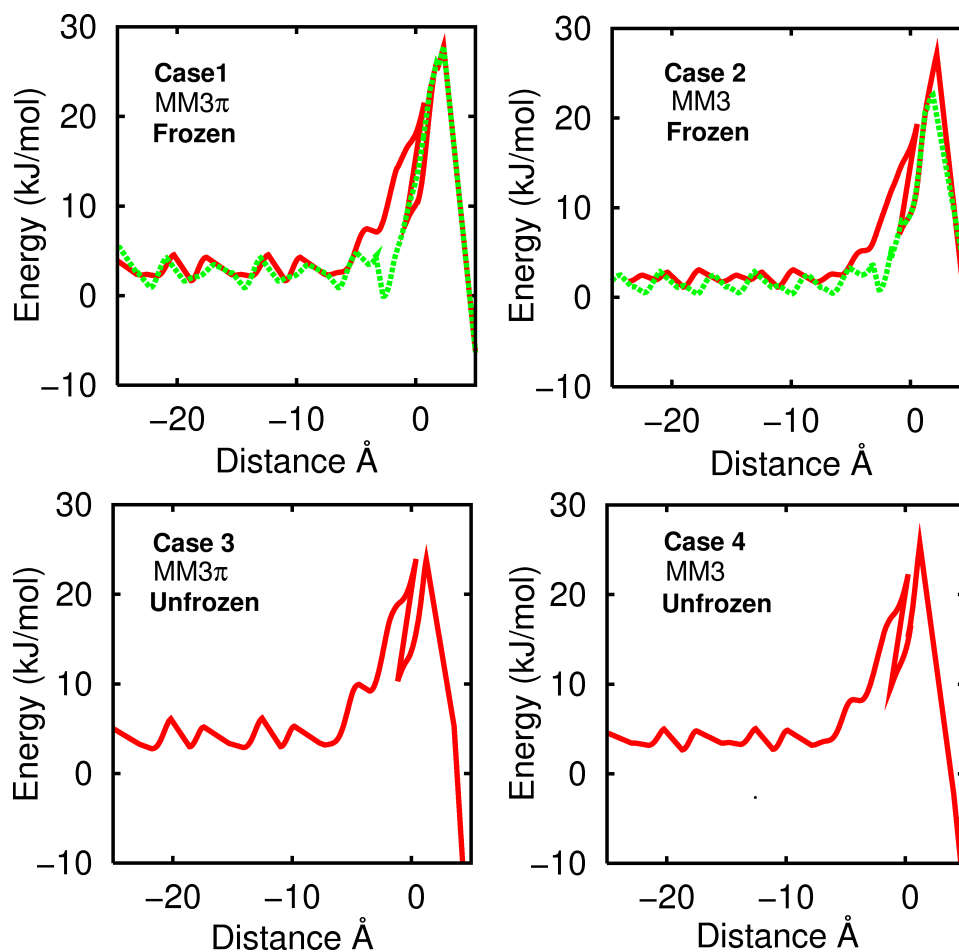 30
20
10
0
−10
Energy (kJ/mol)
Case1
MM3π
Frozen
−20
−10
0
Distance Å
30
20
10
0
−10
Energy (kJ/mol)
Case 2
MM3
Frozen
−20
−10
0
Distance Å
30
20
10
0
−10
Energy (kJ/mol)
Case 3
MM3π
Unfrozen
−20
−10
0
Distance Å
30
20
10
0
−10
Energy (kJ/mol)
Case 4
MM3
Unfrozen
−20
−10
0
Distance Å